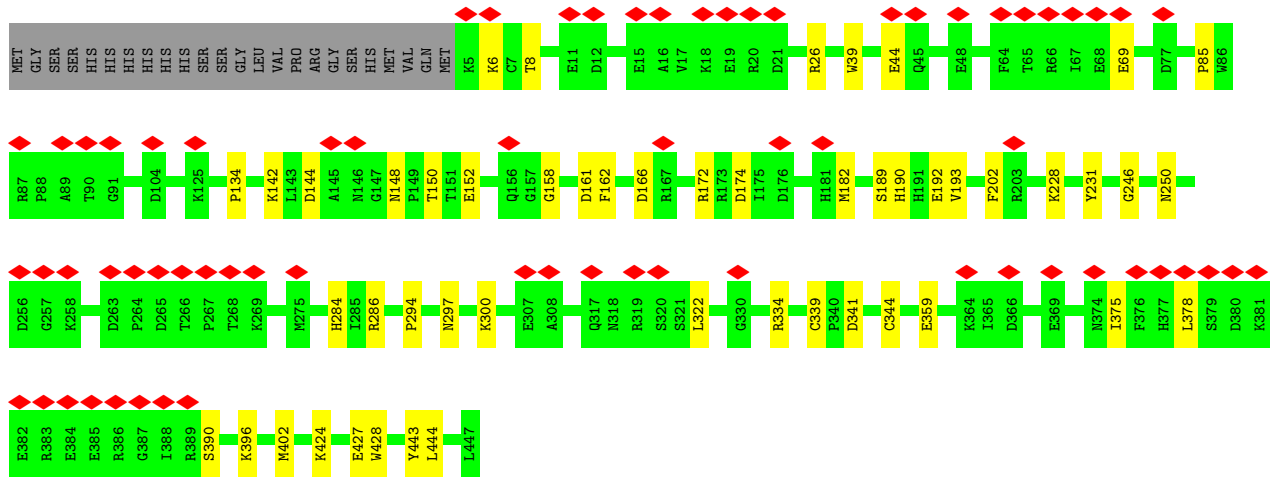 MET GLY SER SER HIS HIS HIS HIS HIS HIS SER SER GLY LEU VAL PRO ARG GLY SER HIS MET VAL GLN MET K5 K6 C7 T8 E11 D12 E15 A16 V17 K18 E19 R20 D21 R26 W39 E44 Q45 E48 F64 T65 R66 I67 E68 E69 D77 P85 W86
R87 P88 A89 T90 G91 D104 K125 P134 K142 L143 D144 A145 N146 G147 N148 P149 T150 T151 E152 Q156 G157 G158 D161 F162 D166 R167 R172 R173 D174 I175 D176 H181 M182 S189 H190 H191 E192 V193 F202 R203 K228 Y231 G246 N250
D256 G257 K258 D263 P264 D265 T266 P267 T268 K269 M275 H284 I285 R286 P294 N297 K300 E307 A308 Q317 N318 R319 S320 S321 L322 G330 R334 C339 P340 D341 C344 E359 K364 I365 D366 E369 N374 I375 F376 H377 L378 S379 D380 K381
E382 R383 E384 E385 R386 G387 I388 R389 S390 K396 M402 K424 E427 W428 Y443 L444 L447